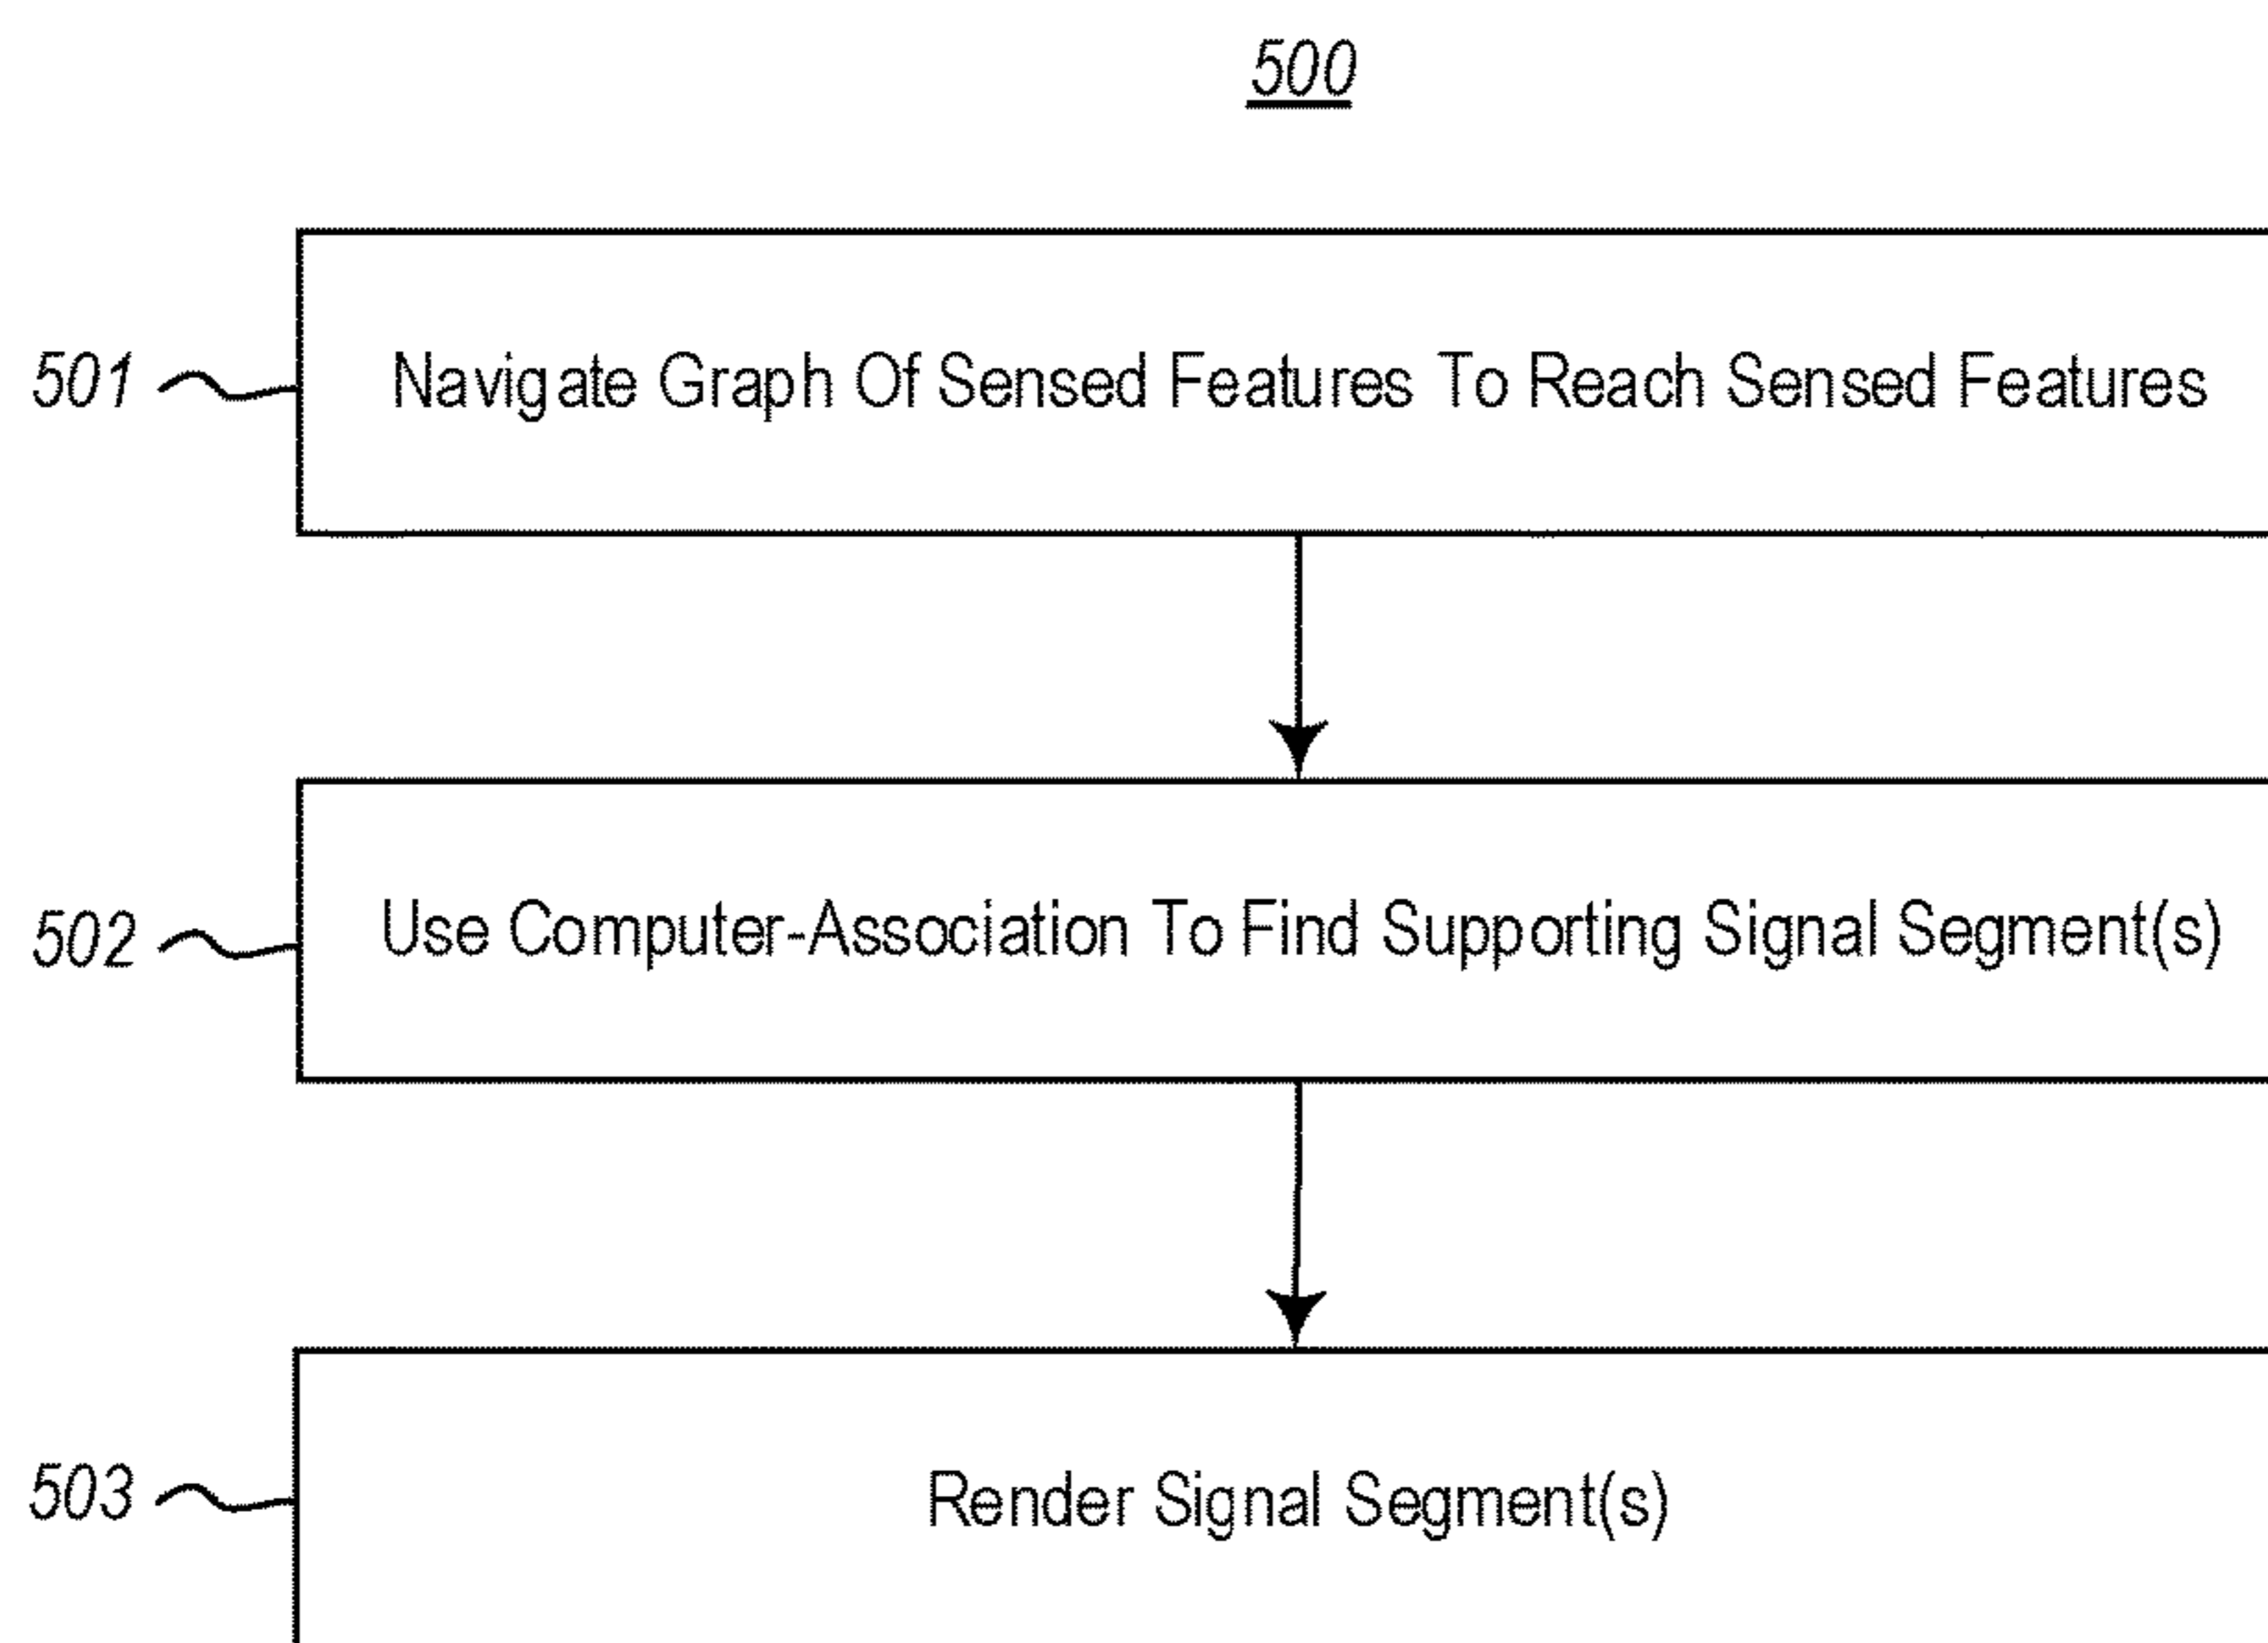 500
501 Navigate Graph Of Sensed Features To Reach Sensed Features
502 Use Computer-Association To Find Supporting Signal Segment(s)
503 Render Signal Segment(s)